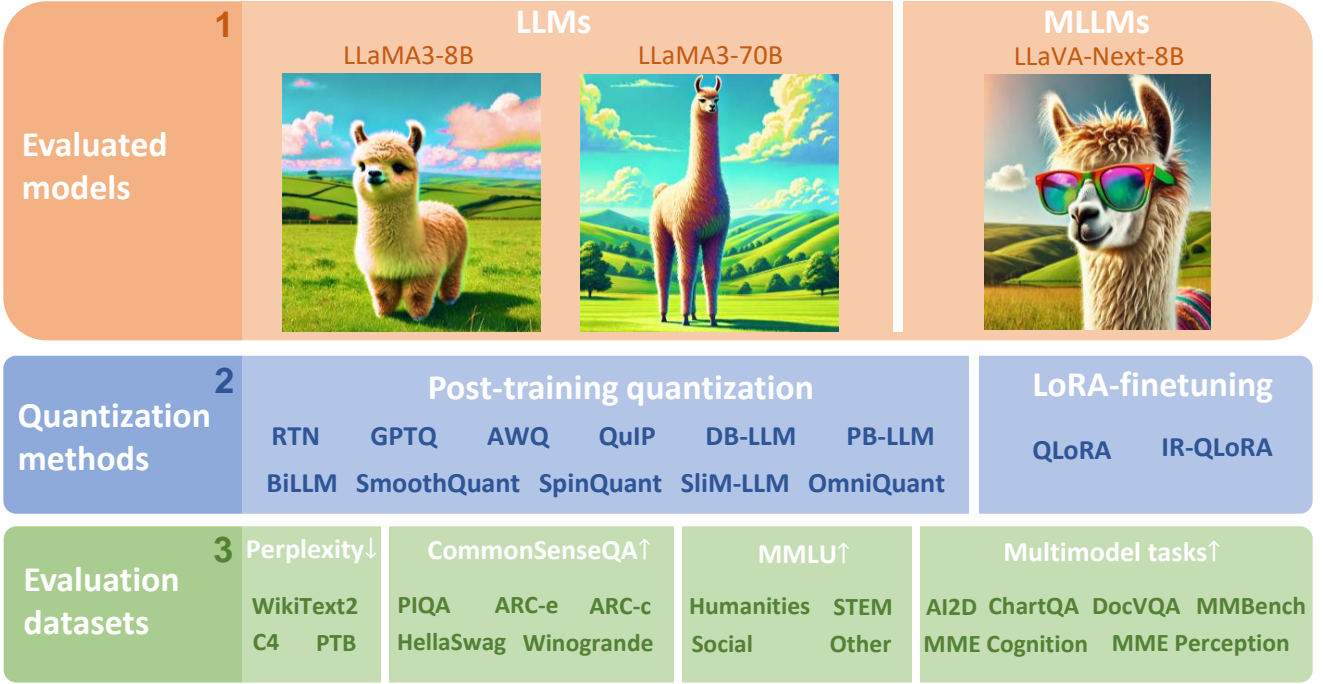 1
Evaluated
models
LLMs
LLaMA3-8B
LLaMA3-70B
MLLMs
LLaVA-Next-8B
2
Quantization
methods
Post-training quantization
RTN GPTQ AWQ QuIP DB-LLM PB-LLM
BiLLM SmoothQuant SpinQuant SliM-LLM OmniQuant
LoRA-finetuning
QLoRA IR-QLoRA
3
Evaluation
datasets
Perplexity↓
WikiText2
C4 PTB
CommonSenseQA↑
PIQA ARC-e ARC-c
HellaSwag Winogrande
MMLU↑
Humanities STEM
Social Other
Multimodel tasks↑
AI2D ChartQA DocVQA MMBench
MME Cognition MME Perception